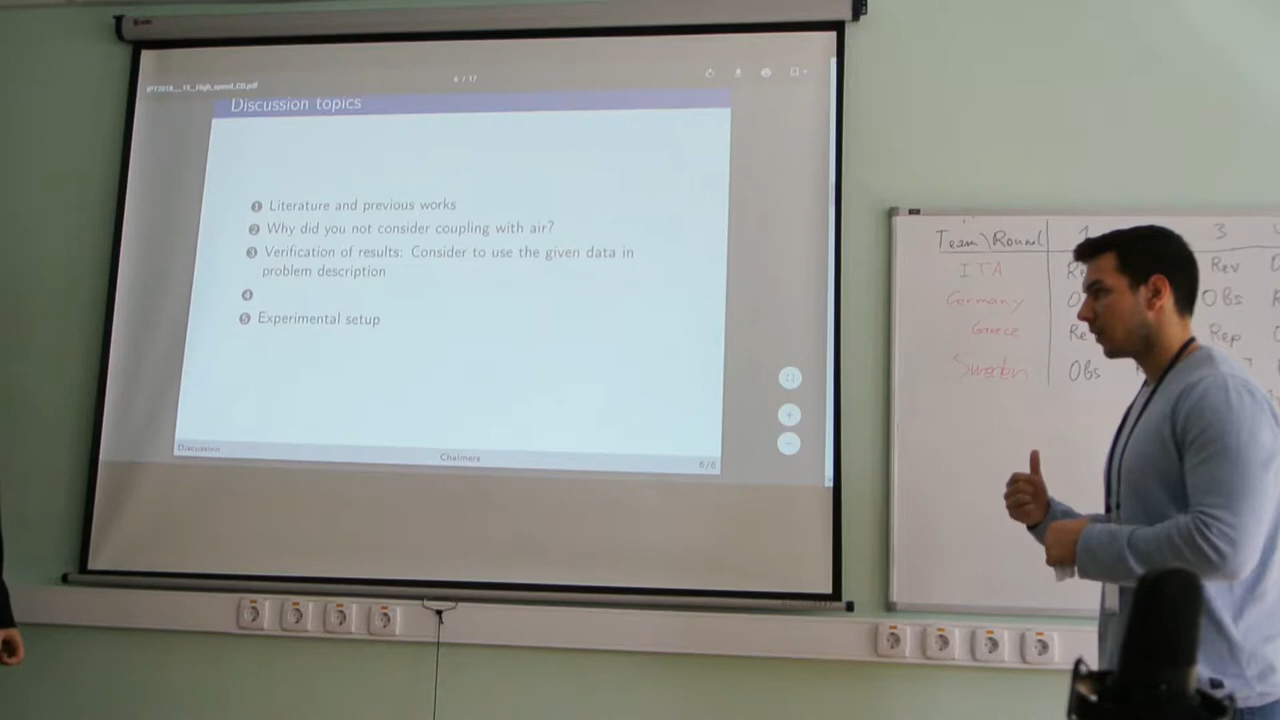 6 / 17
Discussion topics
1 Literature and previous works
2 Why did you not consider coupling with air?
3 Verification of results: Consider to use the given data in
problem description
4
5 Experimental setup
Discussion
Chalmers
6/6
Team\Round 1 3
ITA Rev
Germany Obs
Greece Re Rep
Sweden Obs